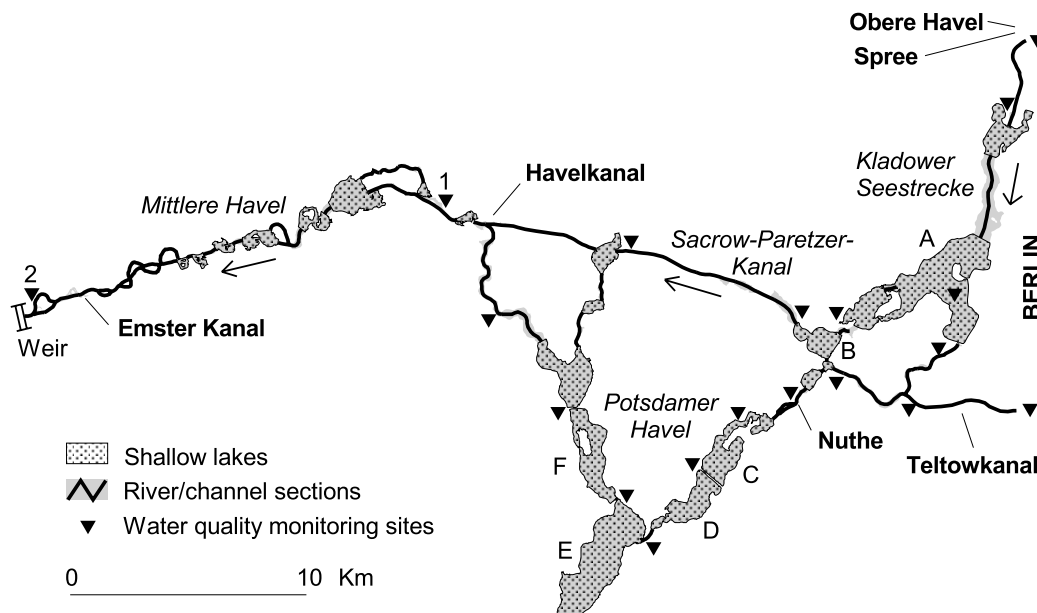 Obere Havel
Spree
Kladower
Seestrecke
1
Havelkanal
Mittlere Havel
Sacrow-Paretzer-
Kanal
A
BERLIN
2
Emster Kanal
Weir
B
Potsdamer
Havel
Nuthe
Teltowkanal
Shallow lakes
River/channel sections
Water quality monitoring sites
F
C
D
E
0 10 Km